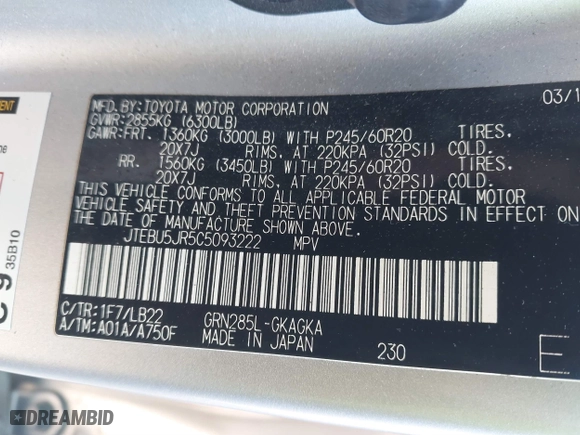 MFD.BY:TOYOTA MOTOR CORPORATION 03/1
GVWR:2855KG (6300LB)
GAWR:FRT. 1360KG (3000LB) WITH P245/60R20 TIRES.
20X7J RIMS. AT 220KPA (32PSI) COLD.
RR. 1560KG (3450LB) WITH P245/60R20 TIRES.
20X7J RIMS. AT 220KPA (32PSI) COLD.
THIS VEHICLE CONFORMS TO ALL APPLICABLE FEDERAL MOTOR
VEHICLE SAFETY AND THEFT PREVENTION STANDARDS IN EFFECT ON
THE DATE OF MANUFACTURE SHOWN ABOVE.
JTEBU5JR5C5093222 MPV
C/TR:1F7/LB22 GRN285L-GKAGKA
A/TM:A01A/A750F MADE IN JAPAN 230 E
35B10
DREAMBID